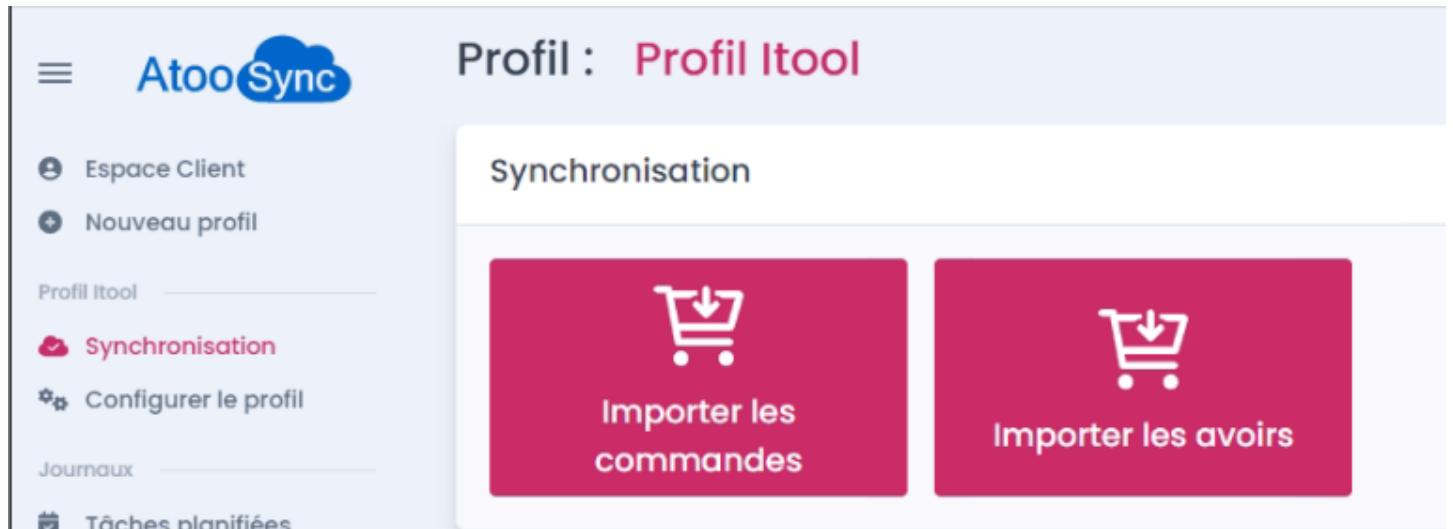 AtooSync
Profil : Profil Itool
Espace Client
Nouveau profil
Profil Itool
Synchronisation
Configurer le profil
Journaux
Tâches planifiées
Synchronisation
Importer les
commandes
Importer les avoirs